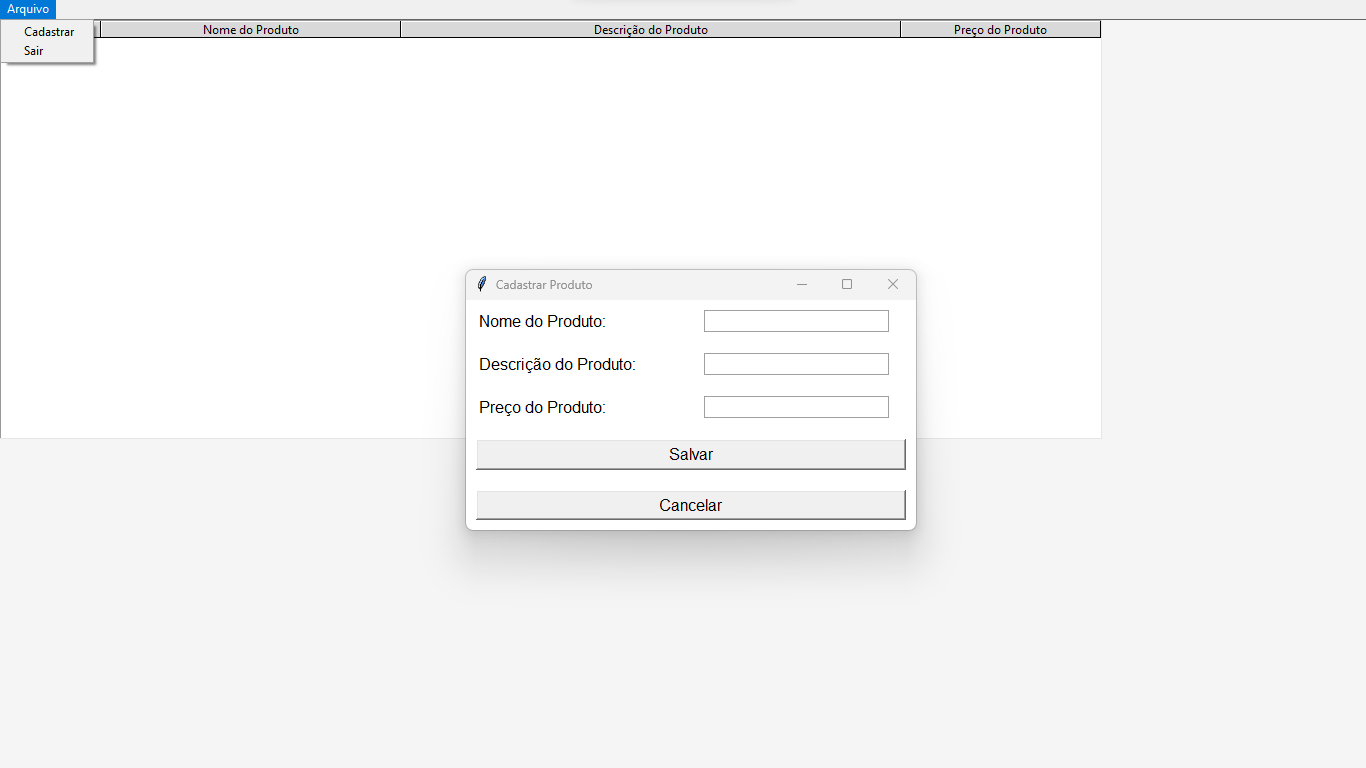 Arquivo
Cadastrar
Sair
Nome do Produto Descrição do Produto Preço do Produto
Cadastrar Produto
Nome do Produto:
Descrição do Produto:
Preço do Produto:
Salvar
Cancelar